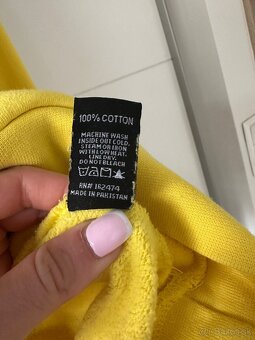 100% COTTON
MACHINE WASH
INSIDE OUT COLD.
STEAM OR IRON
WITH LOW HEAT.
LINE DRY.
DO NOT BLEACH
RN# 162474
MADE IN PAKISTAN